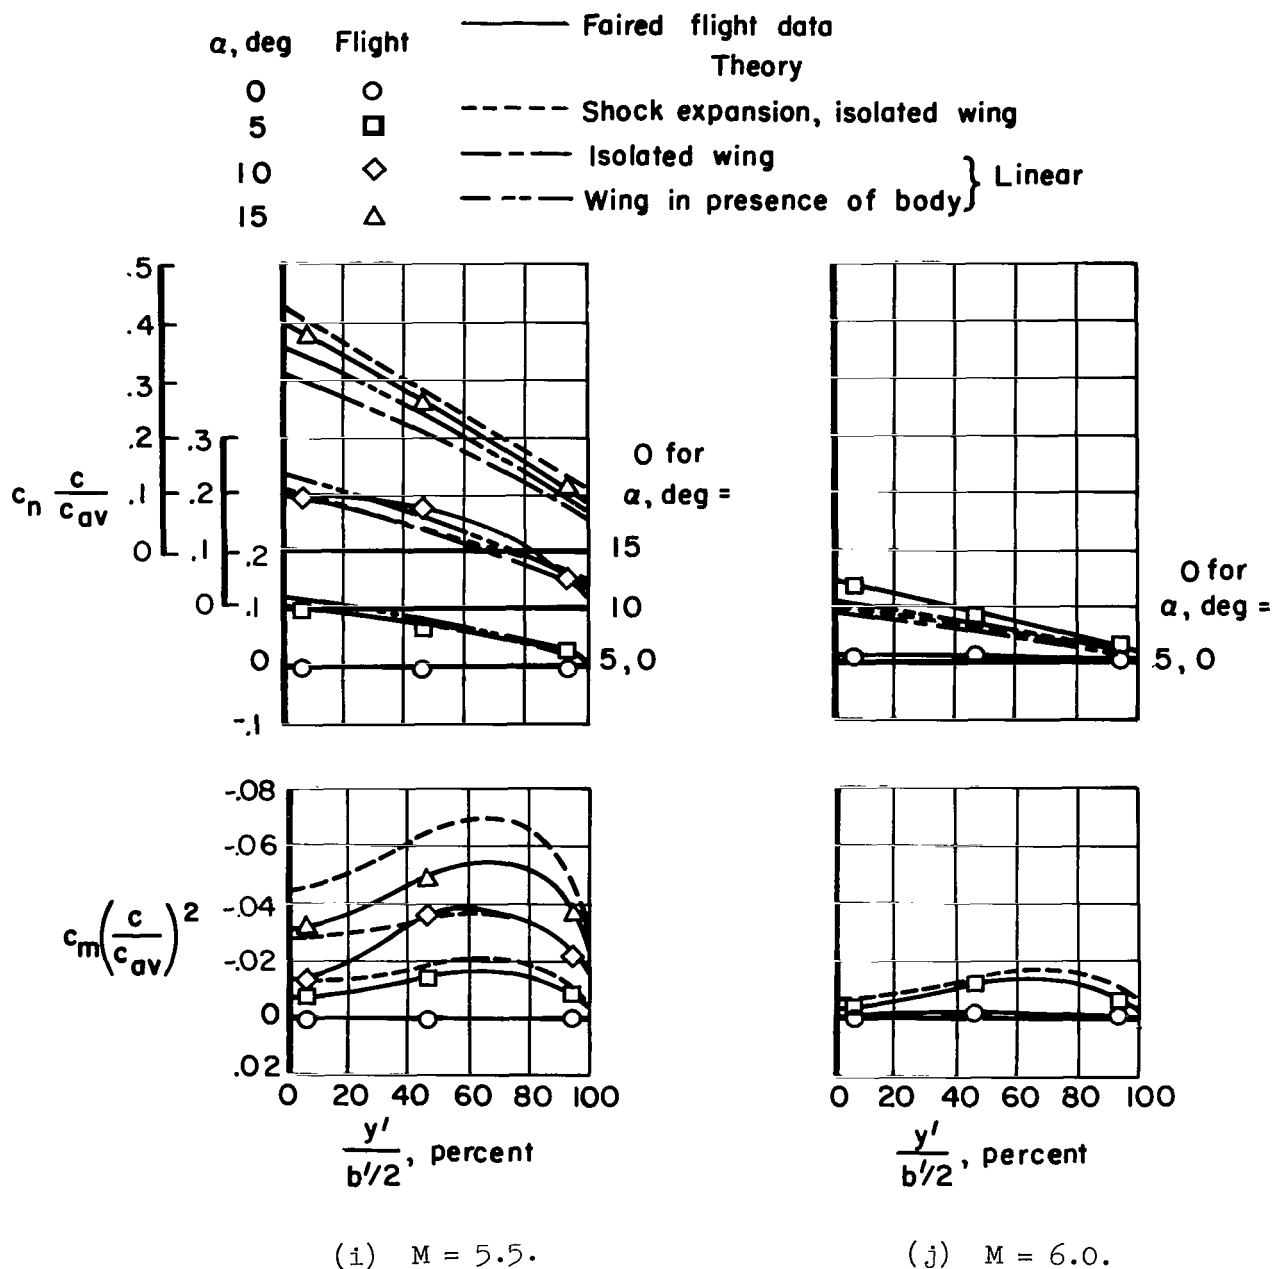 α, deg Flight
0
5
10
15
Faired flight data
Theory
Shock expansion, isolated wing
Isolated wing
Wing in presence of body } Linear
.5
.4
.3
.2
.1
0
.3
.2
.1
0
.2
.1
0
-.1
c_n c/c_av
0 for
α, deg =
15
10
5, 0
0 for
α, deg =
5, 0
-.08
-.06
-.04
-.02
0
.02
c_m(c/c_av)^2
0 20 40 60 80 100
y'/b'/2, percent
0 20 40 60 80 100
y'/b'/2, percent
(i) M = 5.5.
(j) M = 6.0.